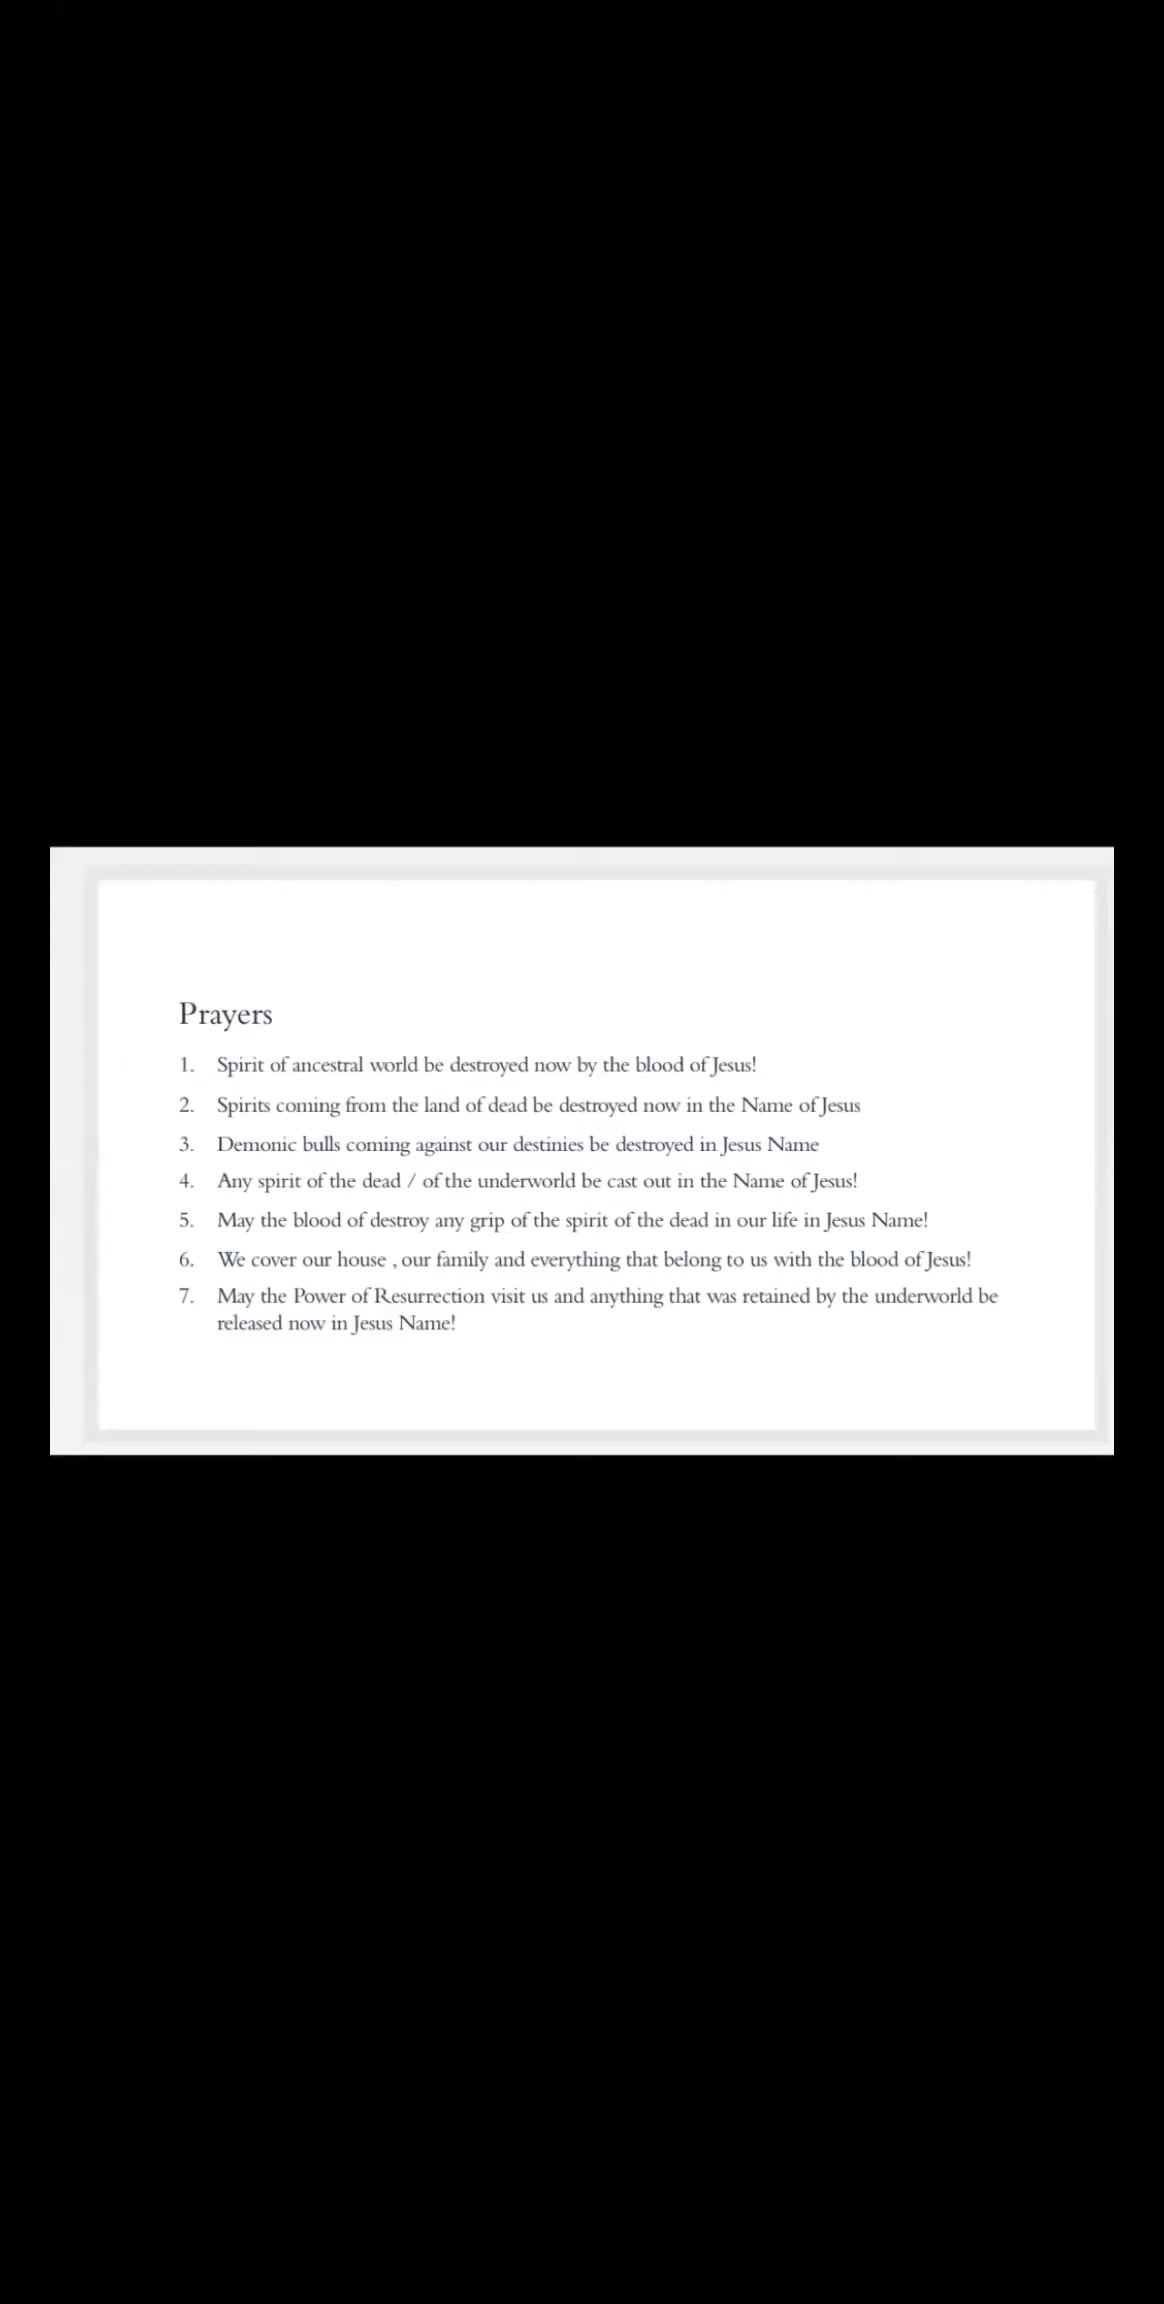 Prayers
1. Spirit of ancestral world be destroyed now by the blood of Jesus!
2. Spirits coming from the land of dead be destroyed now in the Name of Jesus
3. Demonic bulls coming against our destinies be destroyed in Jesus Name
4. Any spirit of the dead / of the underworld be cast out in the Name of Jesus!
5. May the blood of destroy any grip of the spirit of the dead in our life in Jesus Name!
6. We cover our house , our family and everything that belong to us with the blood of Jesus!
7. May the Power of Resurrection visit us and anything that was retained by the underworld be
released now in Jesus Name!